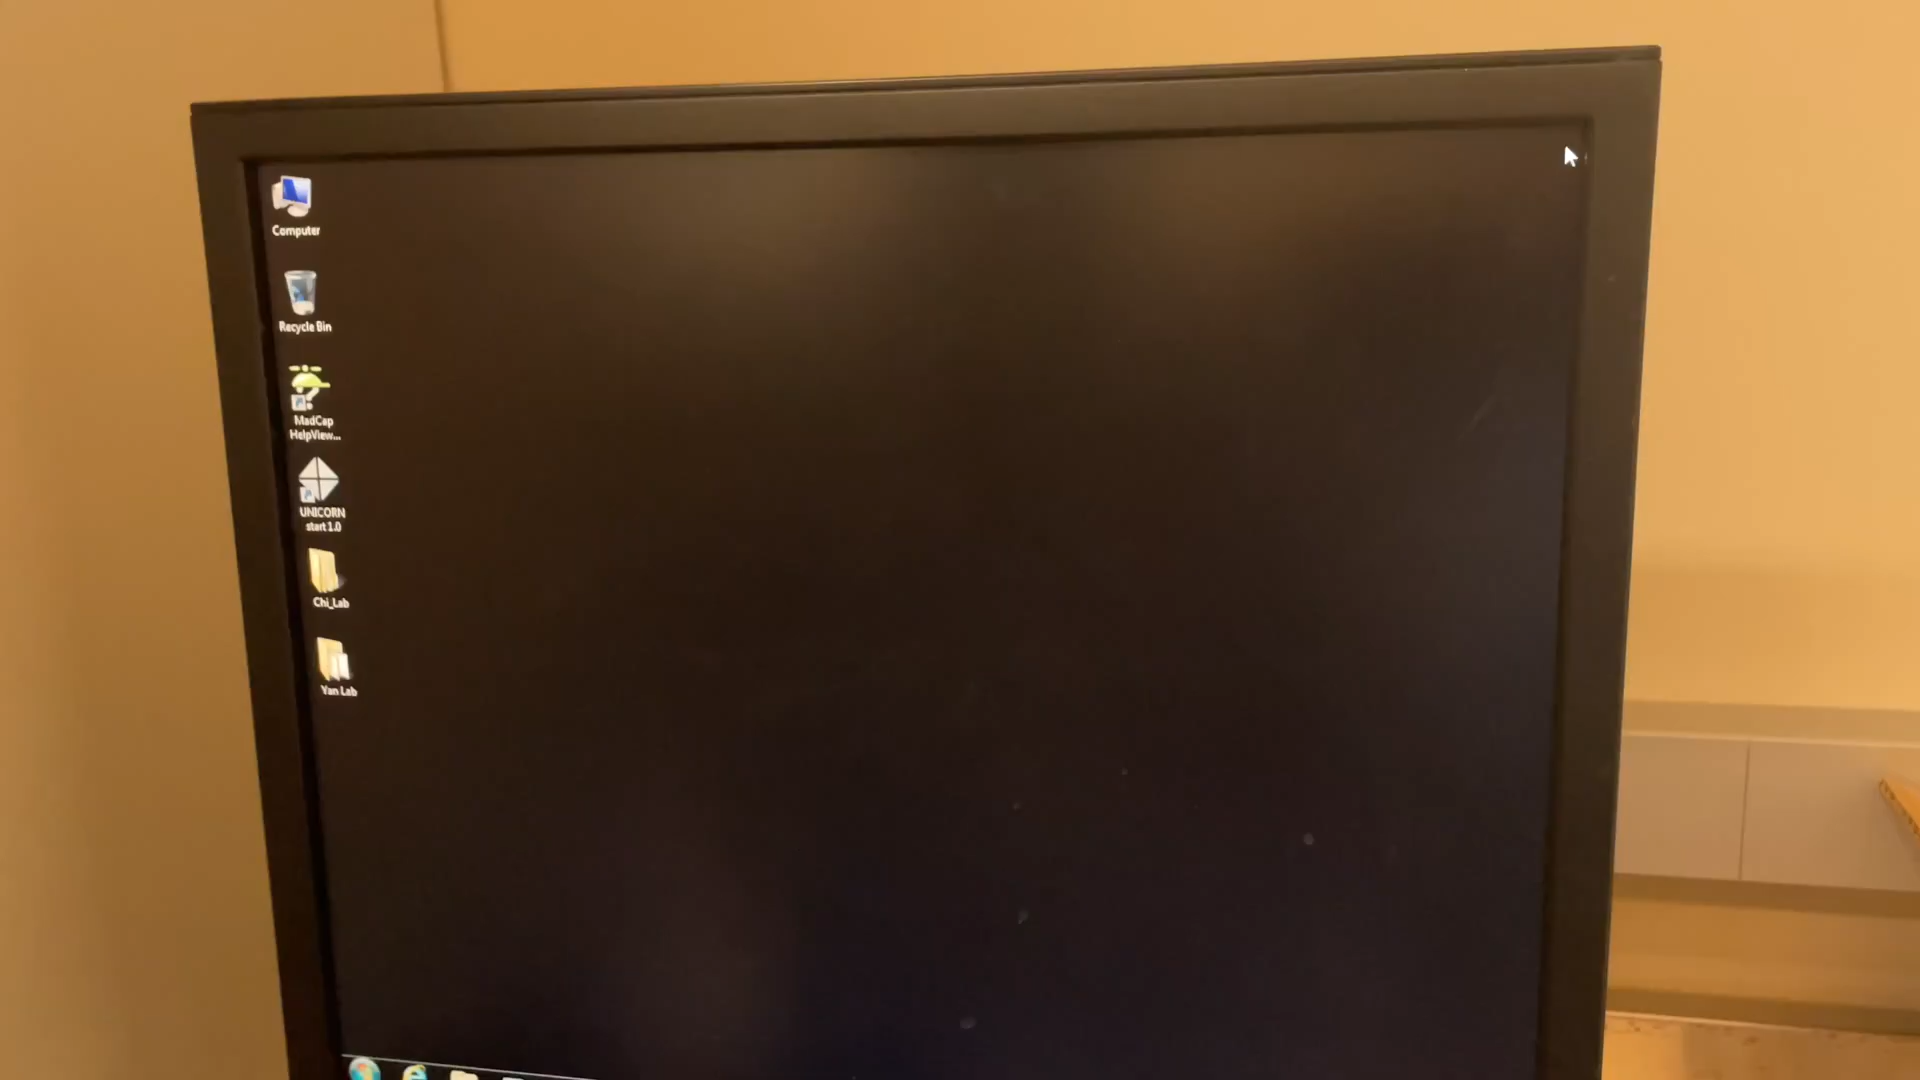 Computer
Recycle Bin
MadCap
HelpView...
UNICORN
start 1.0
Chi_Lab
Yan Lab